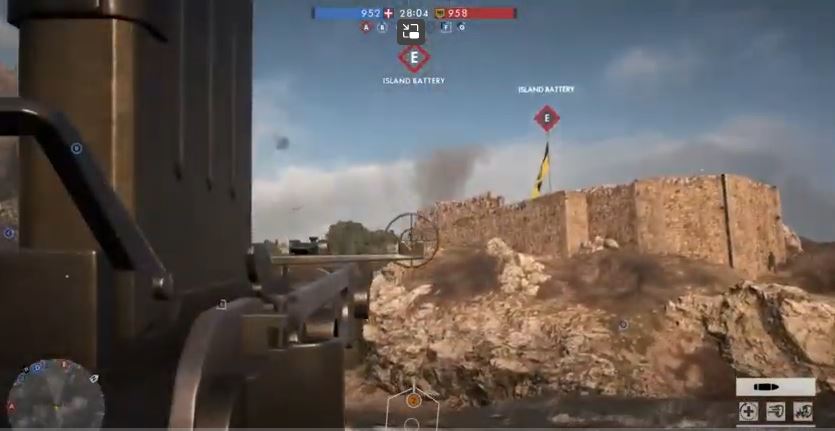 952 28:04 958
A B F G
E
ISLAND BATTERY
ISLAND BATTERY
E
A